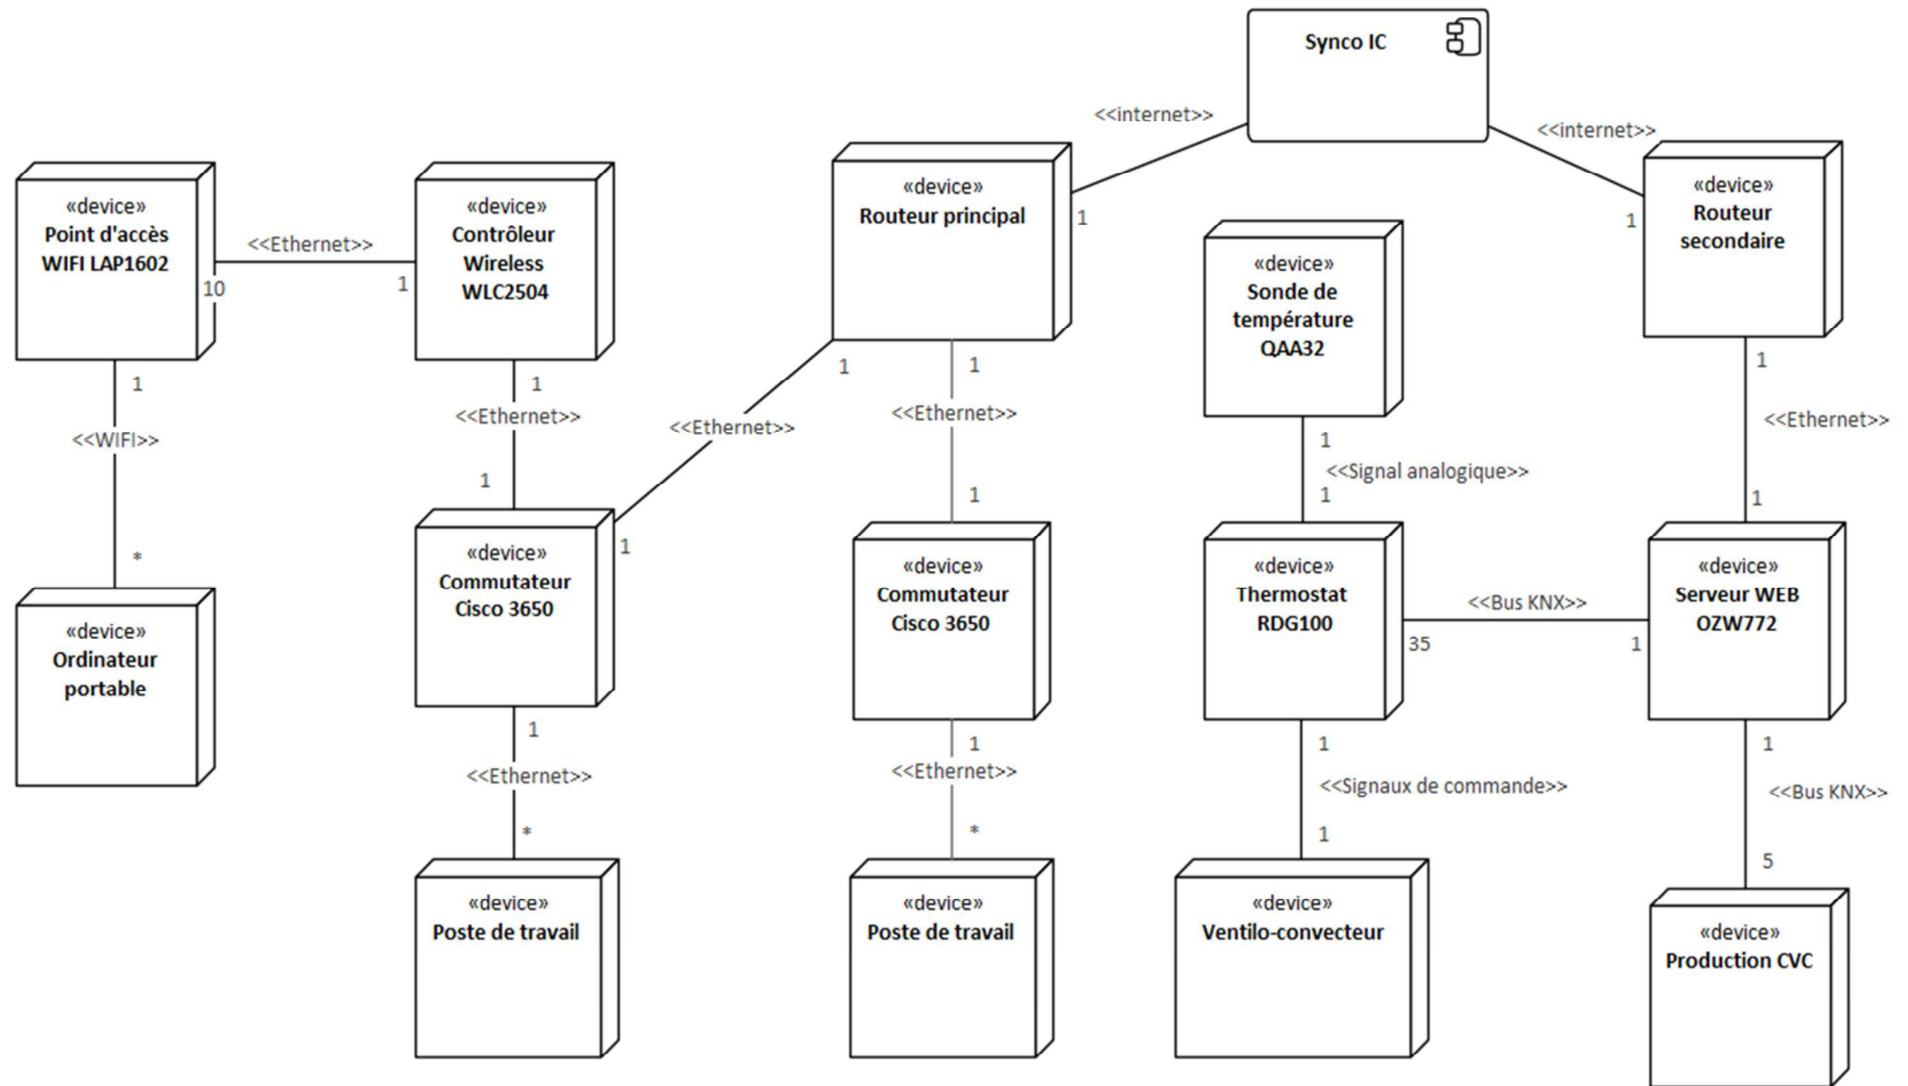 Synco IC
<<internet>>
<<internet>>
«device»
Point d'accès
WIFI LAP1602
10
1
<<Ethernet>>
1
«device»
Contrôleur
Wireless
WLC2504
1
<<Ethernet>>
1
«device»
Routeur principal
1
1
1
<<Ethernet>>
<<Ethernet>>
1
«device»
Sonde de
température
QAA32
1
<<Signal analogique>>
1
«device»
Routeur
secondaire
1
1
<<Ethernet>>
1
<<WIFI>>
*
«device»
Ordinateur
portable
«device»
Commutateur
Cisco 3650
1
1
<<Ethernet>>
*
«device»
Poste de travail
«device»
Commutateur
Cisco 3650
1
<<Ethernet>>
*
«device»
Poste de travail
«device»
Thermostat
RDG100
35
<<Bus KNX>>
1
1
<<Signaux de commande>>
1
«device»
Ventilo-convecteur
«device»
Serveur WEB
OZW772
1
<<Bus KNX>>
5
«device»
Production CVC